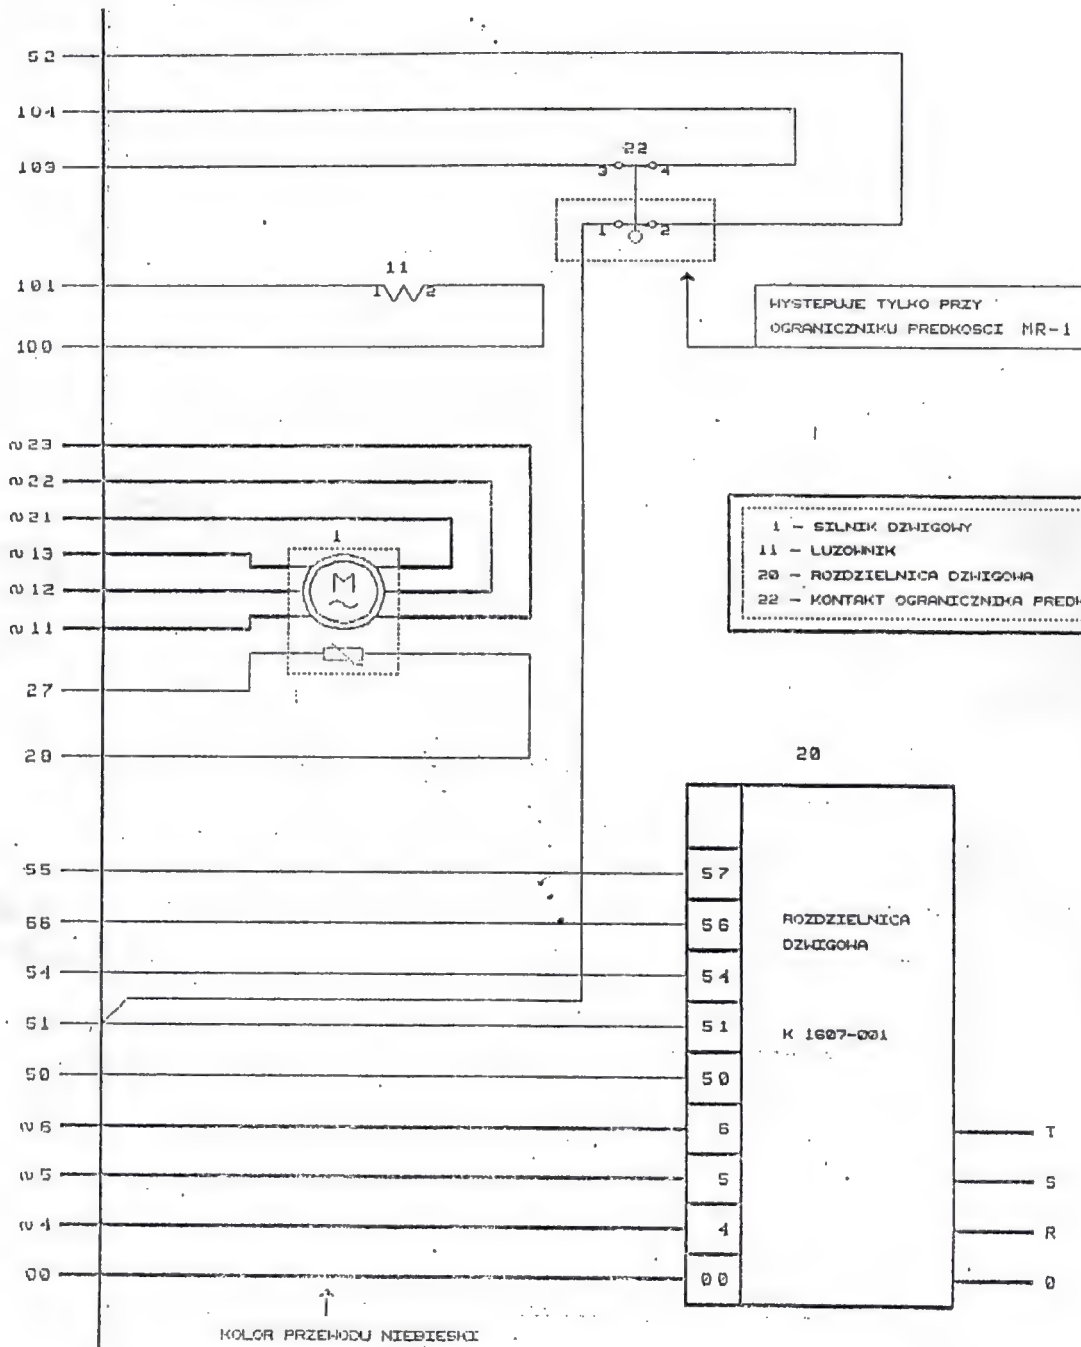 52
104
103
22
3 4
1 2
11
101
1 2
100
WYSTEPUJE TYLKO PRZY
OGRANICZNIKU PREDKOSCI MR-1
~23
~22
~21
~13
~12
~11
1
M
~
27
28
1 - SILNIK DZWIGOWY
11 - LUZOWNIK
20 - ROZDZIELNICA DZWIGOWA
22 - KONTAKT OGRANICZNIKA PREDK
20
55
66
54
51
50
~6
~5
~4
00
57
56
54
51
50
6
5
4
00
ROZDZIELNICA
DZWIGOWA
K 1607-001
T
S
R
0
KOLOR PRZEWODU NIEBIESKI